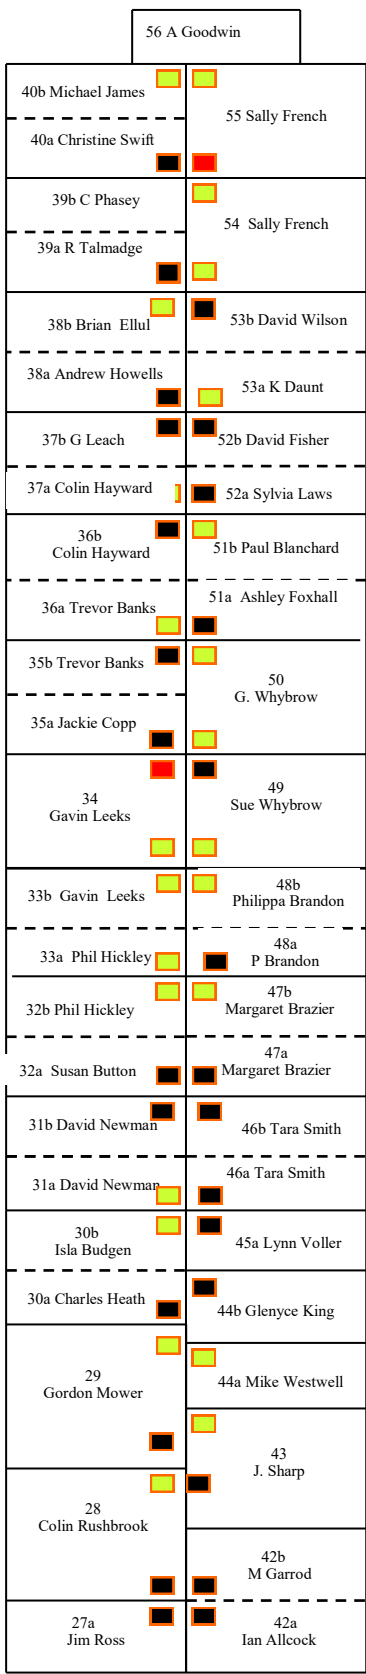 56 A Goodwin
40b Michael James
55 Sally French
40a Christine Swift
39b C Phasey
54 Sally French
39a R Talmadge
38b Brian Ellul
53b David Wilson
38a Andrew Howells
53a K Daunt
37b G Leach
52b David Fisher
37a Colin Hayward
52a Sylvia Laws
36b
Colin Hayward
51b Paul Blanchard
36a Trevor Banks
51a Ashley Foxhall
35b Trevor Banks
50
G. Whybrow
35a Jackie Copp
34
Gavin Leeks
49
Sue Whybrow
33b Gavin Leeks
48b
Philippa Brandon
33a Phil Hickley
48a
P Brandon
32b Phil Hickley
47b
Margaret Brazier
32a Susan Button
47a
Margaret Brazier
31b David Newman
46b Tara Smith
31a David Newman
46a Tara Smith
30b
Isla Budgen
45a Lynn Voller
30a Charles Heath
44b Glenyce King
29
Gordon Mower
44a Mike Westwell
43
J. Sharp
28
Colin Rushbrook
42b
M Garrod
27a
Jim Ross
42a
Ian Allcock